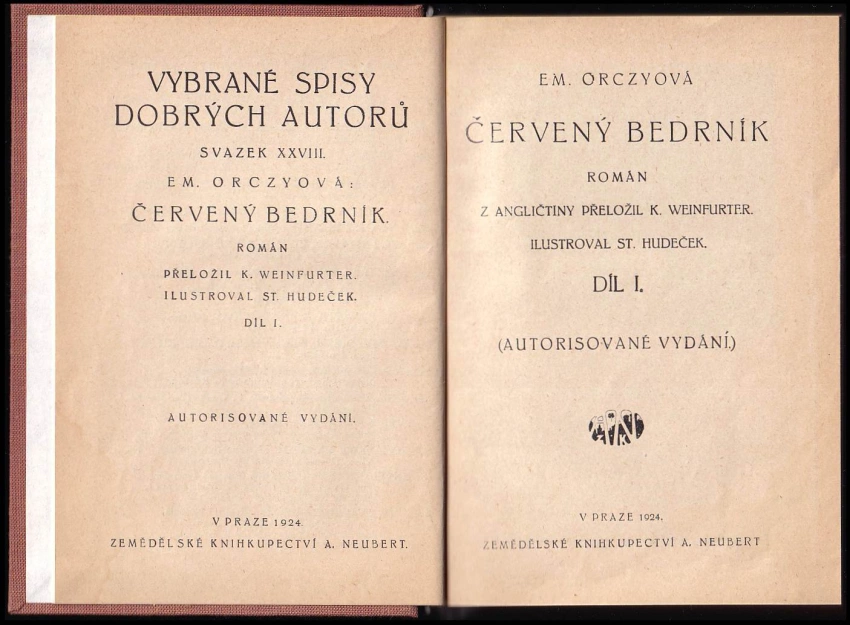 VYBRANÉ SPISY
DOBRÝCH AUTORŮ
SVAZEK XXVIII.
EM. ORCZYOVÁ:
ČERVENÝ BEDRNÍK.
ROMÁN
PŘELOŽIL K. WEINFURTER.
ILUSTROVAL ST. HUDEČEK.
DÍL I.
AUTORISOVANÉ VYDÁNÍ.
V PRAZE 1924.
ZEMĚDĚLSKÉ KNIHKUPECTVÍ A. NEUBERT.
EM. ORCZYOVÁ
ČERVENÝ BEDRNÍK
ROMÁN
Z ANGLIČTINY PŘELOŽIL K. WEINFURTER.
ILUSTROVAL ST. HUDEČEK.
DÍL I.
(AUTORISOVANÉ VYDÁNÍ.)
V PRAZE 1924.
ZEMĚDĚLSKÉ KNIHKUPECTVÍ A. NEUBERT